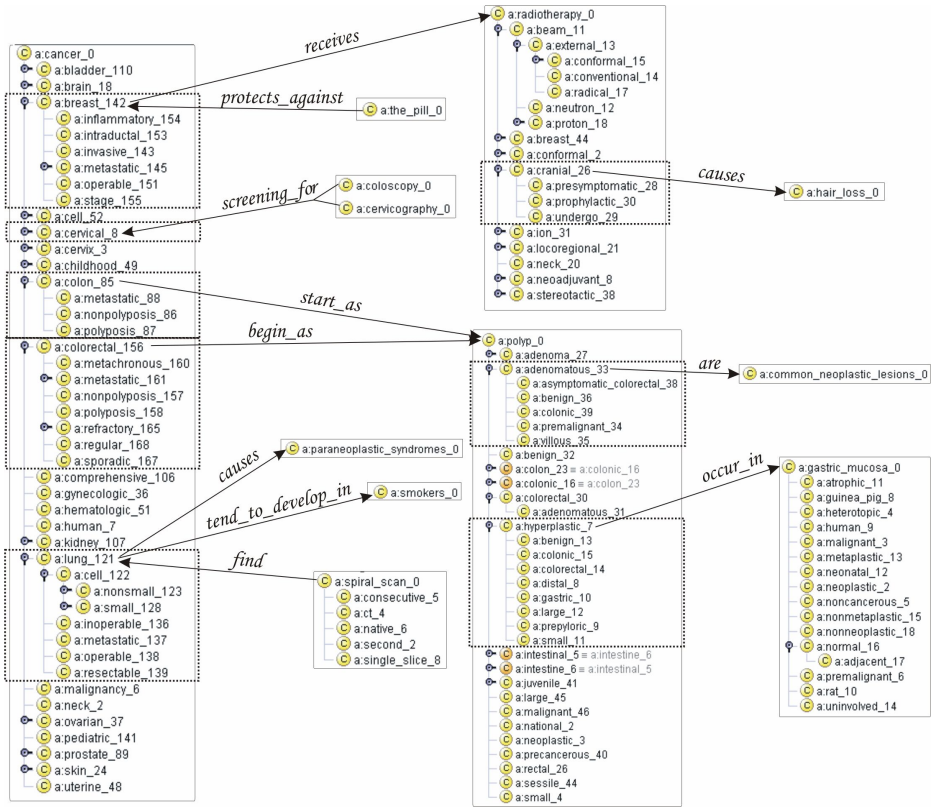 a:cancer_0
a:bladder_110
a:brain_18
a:breast_142
a:inflammatory_154
a:intraductal_153
a:invasive_143
a:metastatic_145
a:operable_151
a:stage_155
a:cell_52
a:cervical_8
a:cervix_3
a:childhood_49
a:colon_85
a:metastatic_88
a:nonpolyposis_86
a:polyposis_87
a:colorectal_156
a:metachronous_160
a:metastatic_161
a:nonpolyposis_157
a:polyposis_158
a:refractory_165
a:regular_168
a:sporadic_167
a:comprehensive_106
a:gynecologic_36
a:hematologic_51
a:human_7
a:kidney_107
a:lung_121
a:cell_122
a:nonsmall_123
a:small_128
a:inoperable_136
a:metastatic_137
a:operable_138
a:resectable_139
a:malignancy_6
a:neck_2
a:ovarian_37
a:pediatric_141
a:prostate_89
a:skin_24
a:uterine_48
receives
protects_against
a:the_pill_0
screening_for
a:coloscopy_0
a:cervicography_0
start_as
begin_as
causes
a:paraneoplastic_syndromes_0
tend_to_develop_in
a:smokers_0
find
a:spiral_scan_0
a:consecutive_5
a:ct_4
a:native_6
a:second_2
a:single_slice_8
a:radiotherapy_0
a:beam_11
a:external_13
a:conformal_15
a:conventional_14
a:radical_17
a:neutron_12
a:proton_18
a:breast_44
a:conformal_2
a:cranial_26
a:presymptomatic_28
a:prophylactic_30
a:undergo_29
a:ion_31
a:locoregional_21
a:neck_20
a:neoadjuvant_8
a:stereotactic_38
causes
a:hair_loss_0
a:polyp_0
a:adenoma_27
a:adenomatous_33
a:asymptomatic_colorectal_38
a:benign_36
a:colonic_39
a:premalignant_34
a:villous_35
a:benign_32
a:colon_23 ≡ a:colonic_16
a:colonic_16 ≡ a:colon_23
a:colorectal_30
a:adenomatous_31
a:hyperplastic_7
a:benign_13
a:colonic_15
a:colorectal_14
a:distal_8
a:gastric_10
a:large_12
a:prepyloric_9
a:small_11
a:intestinal_5 ≡ a:intestine_6
a:intestine_6 ≡ a:intestinal_5
a:juvenile_41
a:large_45
a:malignant_46
a:national_2
a:neoplastic_3
a:precancerous_40
a:rectal_26
a:sessile_44
a:small_4
are
a:common_neoplastic_lesions_0
occur_in
a:gastric_mucosa_0
a:atrophic_11
a:guinea_pig_8
a:heterotopic_4
a:human_9
a:malignant_3
a:metaplastic_13
a:neonatal_12
a:neoplastic_2
a:noncancerous_5
a:nonmetaplastic_15
a:nonneoplastic_18
a:normal_16
a:adjacent_17
a:premalignant_6
a:rat_10
a:uninvolved_14